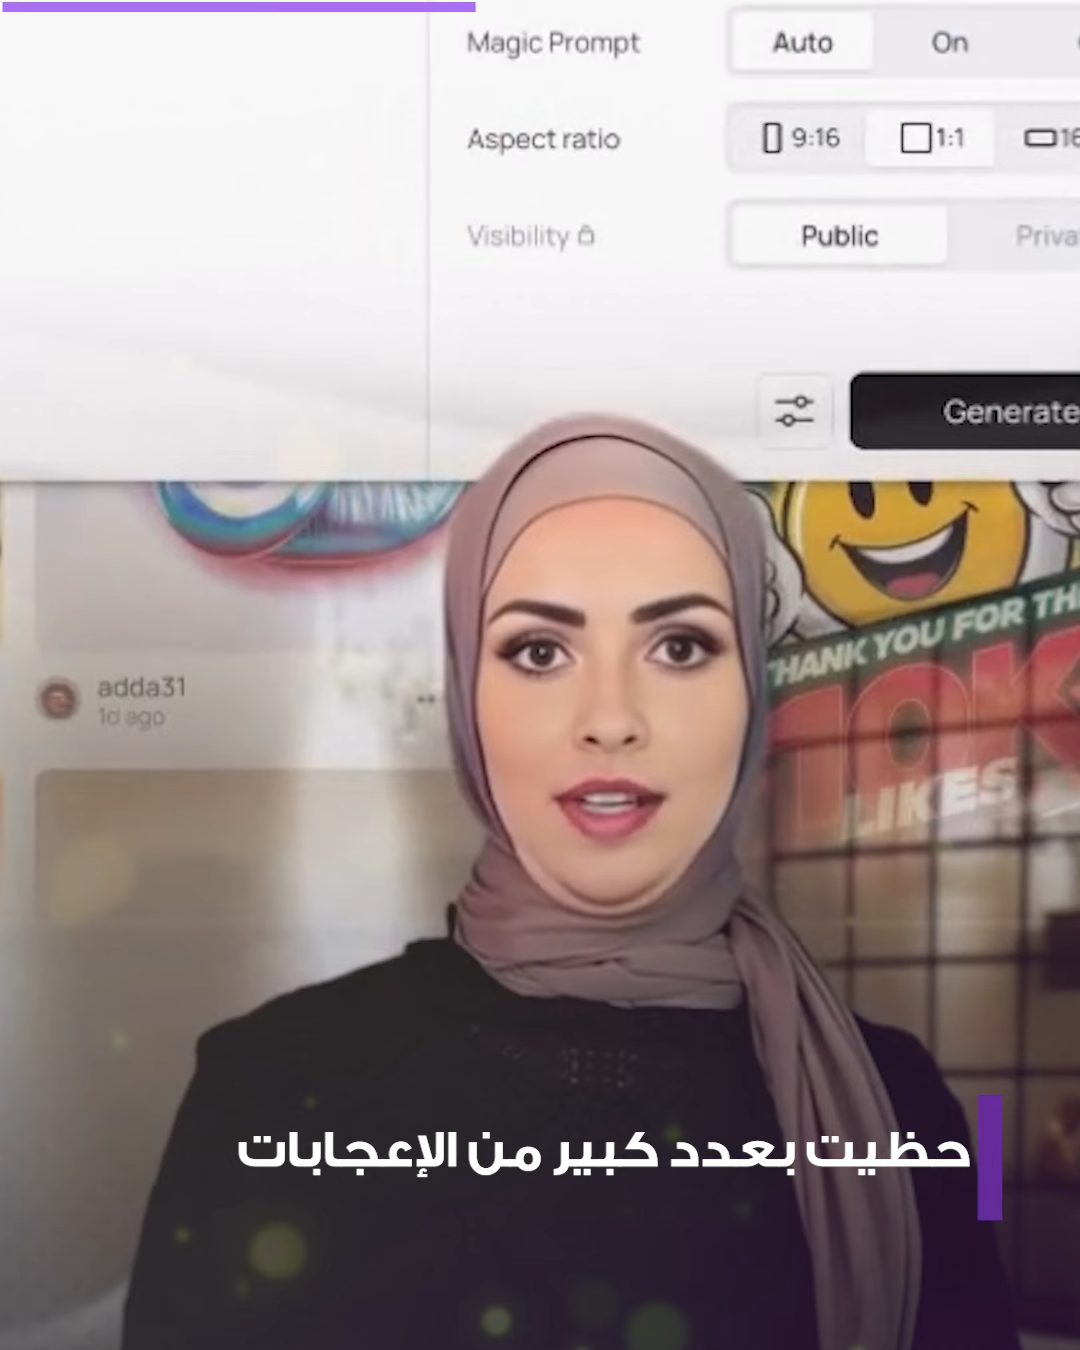 Magic Prompt Auto On
Aspect ratio 9:16 1:1
Visibility Public
Generate
adda31
1d ago
THANK YOU FOR
10K
LIKES
حظيت بعدد كبير من الإعجابات